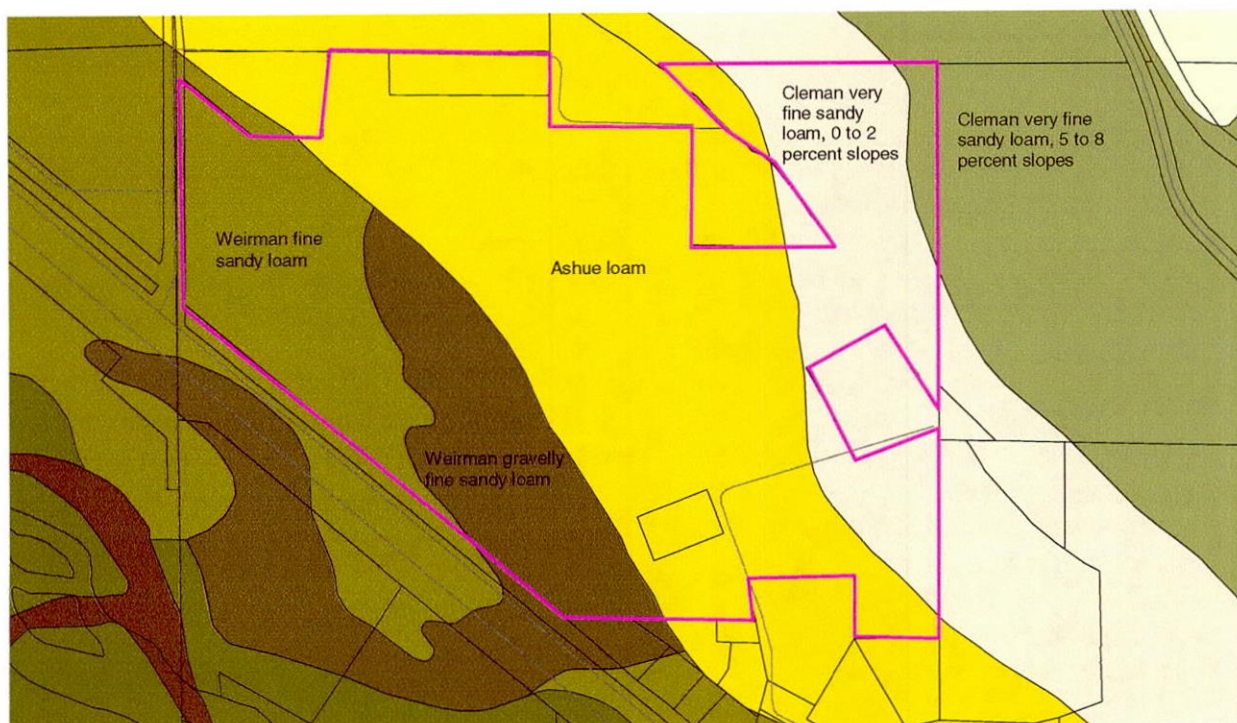 Cleman very
fine sandy
loam, 0 to 2
percent slopes
Cleman very fine
sandy loam, 5 to 8
percent slopes
Weirman fine
sandy loam
Ashue loam
Weirman gravelly
fine sandy loam